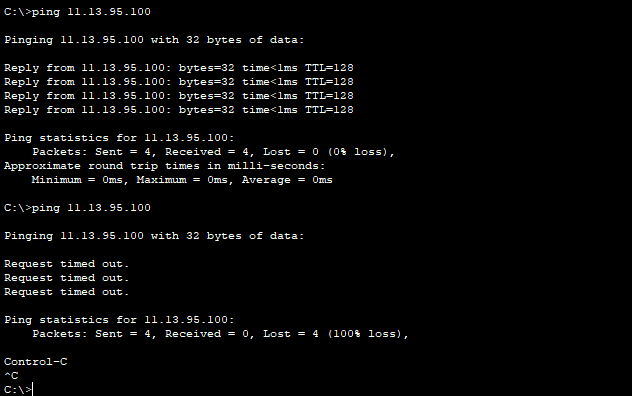 C:\>ping 11.13.95.100
Pinging 11.13.95.100 with 32 bytes of data:
Reply from 11.13.95.100: bytes=32 time<1ms TTL=128
Reply from 11.13.95.100: bytes=32 time<1ms TTL=128
Reply from 11.13.95.100: bytes=32 time<1ms TTL=128
Reply from 11.13.95.100: bytes=32 time<1ms TTL=128
Ping statistics for 11.13.95.100:
Packets: Sent = 4, Received = 4, Lost = 0 (0% loss),
Approximate round trip times in milli-seconds:
Minimum = 0ms, Maximum = 0ms, Average = 0ms
C:\>ping 11.13.95.100
Pinging 11.13.95.100 with 32 bytes of data:
Request timed out.
Request timed out.
Request timed out.
Ping statistics for 11.13.95.100:
Packets: Sent = 4, Received = 0, Lost = 4 (100% loss),
Control-C
^C
C:\>